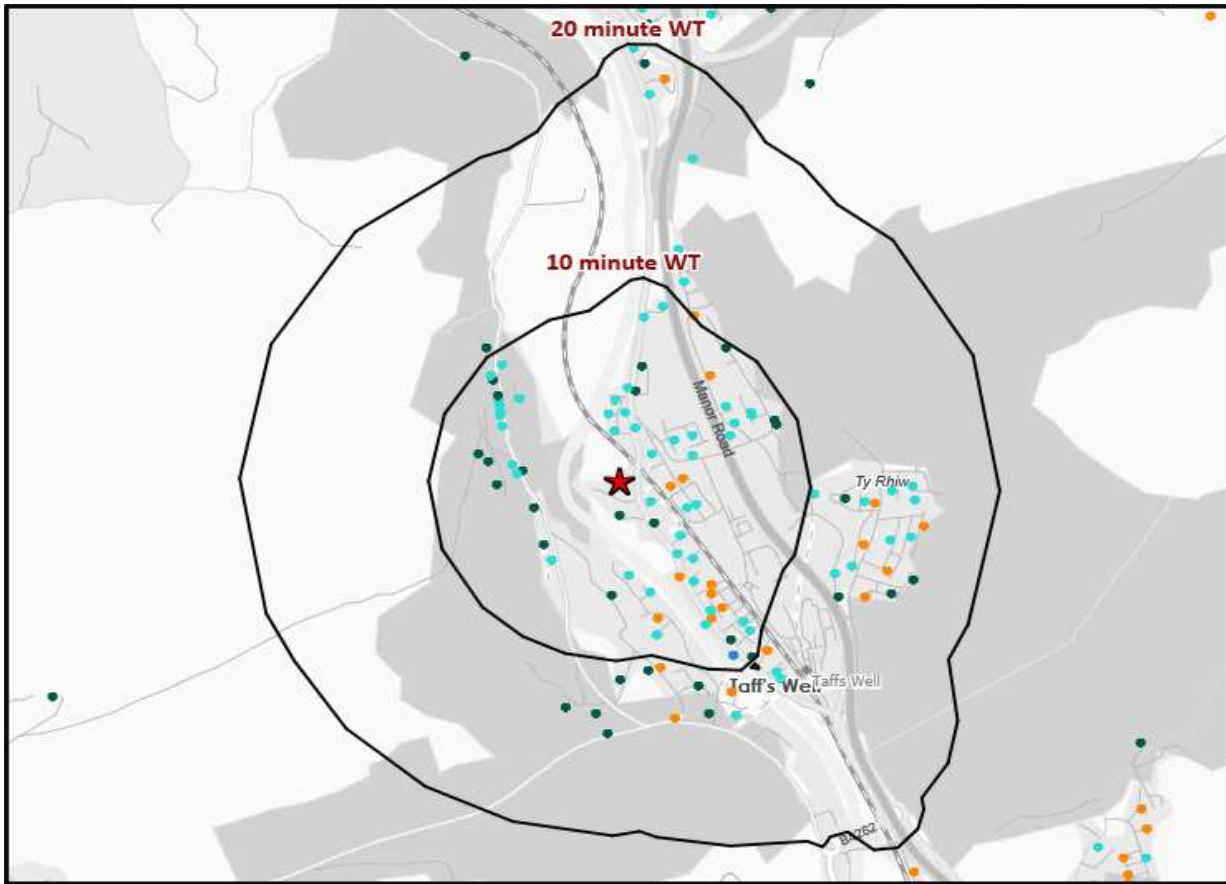 20 minute WT
10 minute WT
Manor Road
Ty Rhiw
Taff's Well
Taffs Well
B4262